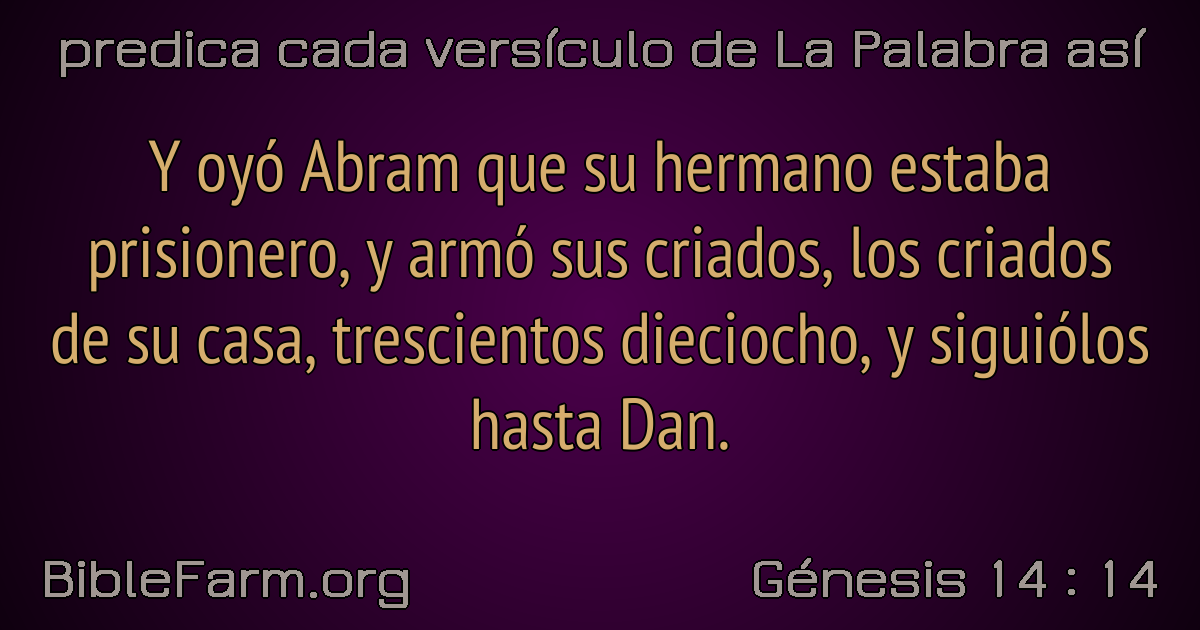 predica cada versículo de La Palabra así
Y oyó Abram que su hermano estaba
prisionero, y armó sus criados, los criados
de su casa, trescientos dieciocho, y siguiólos
hasta Dan.
BibleFarm.org
Génesis 14 : 14